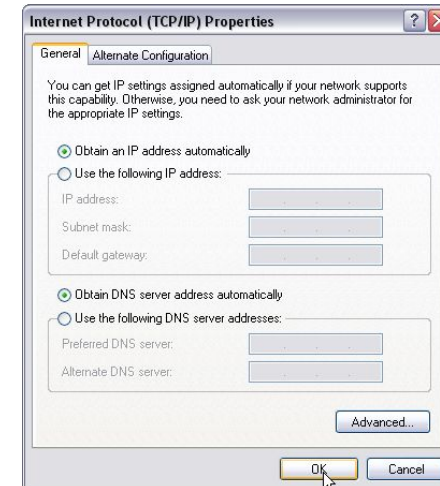 Internet Protocol (TCP/IP) Properties
General Alternate Configuration
You can get IP settings assigned automatically if your network supports
this capability. Otherwise, you need to ask your network administrator for
the appropriate IP settings.
Obtain an IP address automatically
Use the following IP address:
IP address:
Subnet mask:
Default gateway:
Obtain DNS server address automatically
Use the following DNS server addresses:
Preferred DNS server:
Alternate DNS server:
Advanced...
OK Cancel